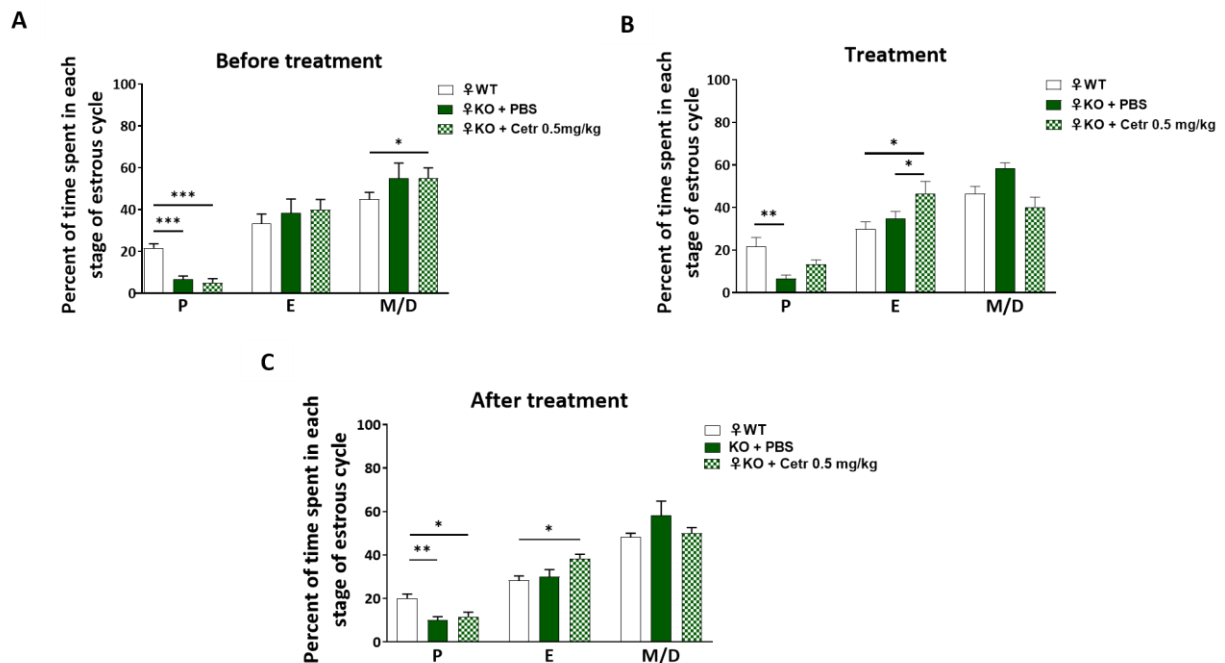 A
Before treatment
Percent of time spent in each
stage of estrous cycle
100
80
60
40
20
0
♀WT
♀KO + PBS
♀KO + Cetr 0.5mg/kg
***
***
*
P
E
M/D
B
Treatment
Percent of time spent in each
stage of estrous cycle
100
80
60
40
20
0
♀WT
♀KO + PBS
♀KO + Cetr 0.5 mg/kg
**
*
*
P
E
M/D
C
After treatment
Percent of time spent in each
stage of estrous cycle
100
80
60
40
20
0
♀WT
KO + PBS
♀KO + Cetr 0.5 mg/kg
*
**
*
P
E
M/D